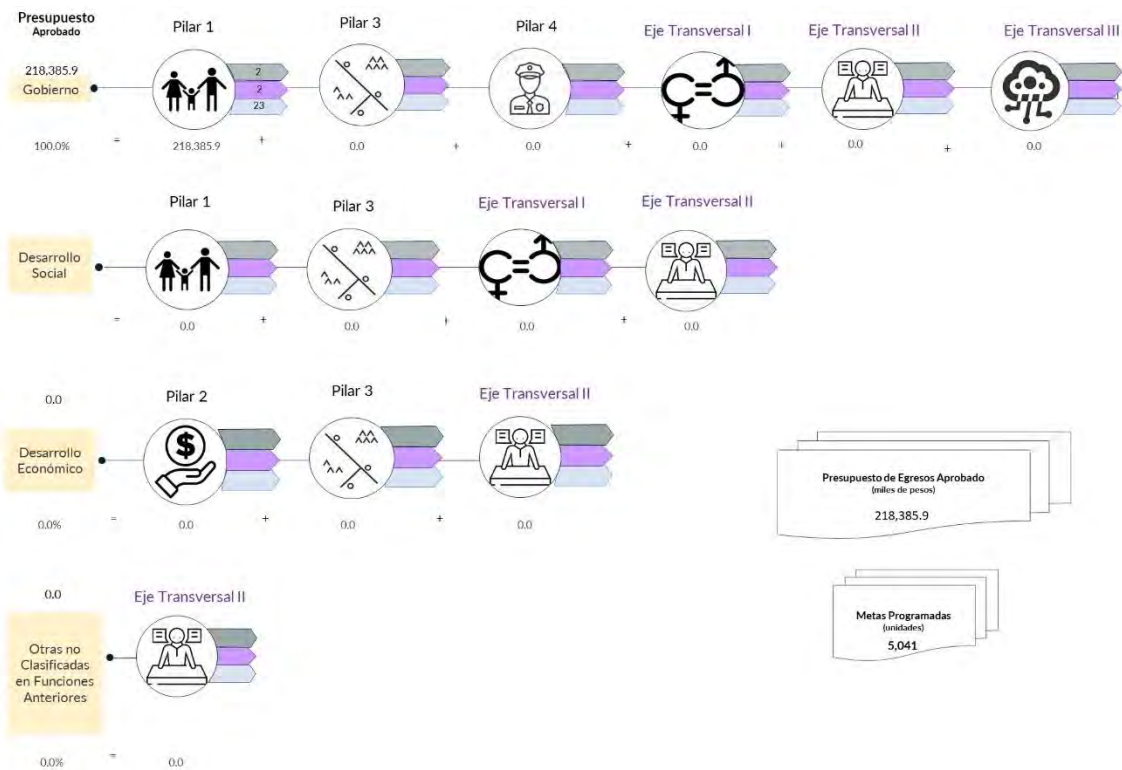 Presupuesto
Aprobado
Pilar 1
Pilar 3
Pilar 4
Eje Transversal I
Eje Transversal II
Eje Transversal III
218,385.9
Gobierno
2
2
23
100.0%
=
218,385.9
+
0.0
+
0.0
+
0.0
+
0.0
+
0.0
Pilar 1
Pilar 3
Eje Transversal I
Eje Transversal II
Desarrollo
Social
=
0.0
+
0.0
+
0.0
+
0.0
0.0
Pilar 2
Pilar 3
Eje Transversal II
Desarrollo
Económico
$
0.0%
=
0.0
+
0.0
+
0.0
Presupuesto de Egresos Aprobado
(miles de pesos)
218,385.9
Metas Programadas
(unidades)
5,041
0.0
Eje Transversal II
Otras no
Clasificadas
en Funciones
Anteriores
0.0%
=
0.0